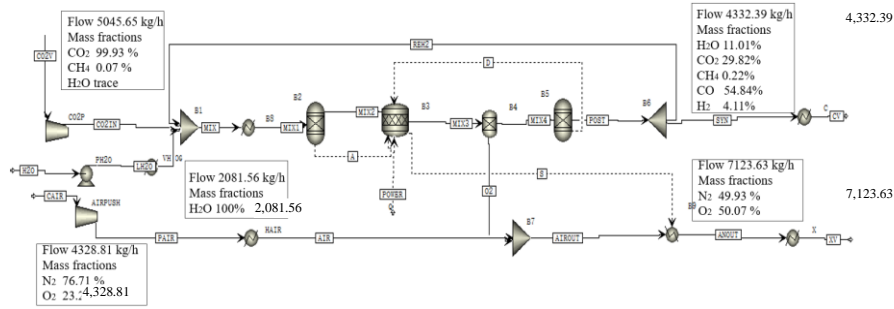 Flow 5045.65 kg/h
Mass fractions
CO2 99.93 %
CH4 0.07 %
H2O trace
Flow 4332.39 kg/h
Mass fractions
H2O 11.01%
CO2 29.82%
CH4 0.22%
CO 54.84%
H2 4.11%
4,332.39
CO2V
REH2
D
B2
MIX2
B3
B4
B5
B6
CO2P
CO2IN
B1
MIX
B8
MIX1
MIX3
MIX4
POST
SYN
C
CV
A
H2O
PH2O
LH2O
Flow 2081.56 kg/h
Mass fractions
H2O 100% 2,081.56
POWER
S
O2
Flow 7123.63 kg/h
Mass fractions
N2 49.93 %
O2 50.07 %
7,123.63
CAIR
AIRPUSH
PAIR
HAIR
AIR
B7
AIROUT
B9
ANOUT
X
XV
Flow 4328.81 kg/h
Mass fractions
N2 76.71 %
O2 23.2
4,328.81